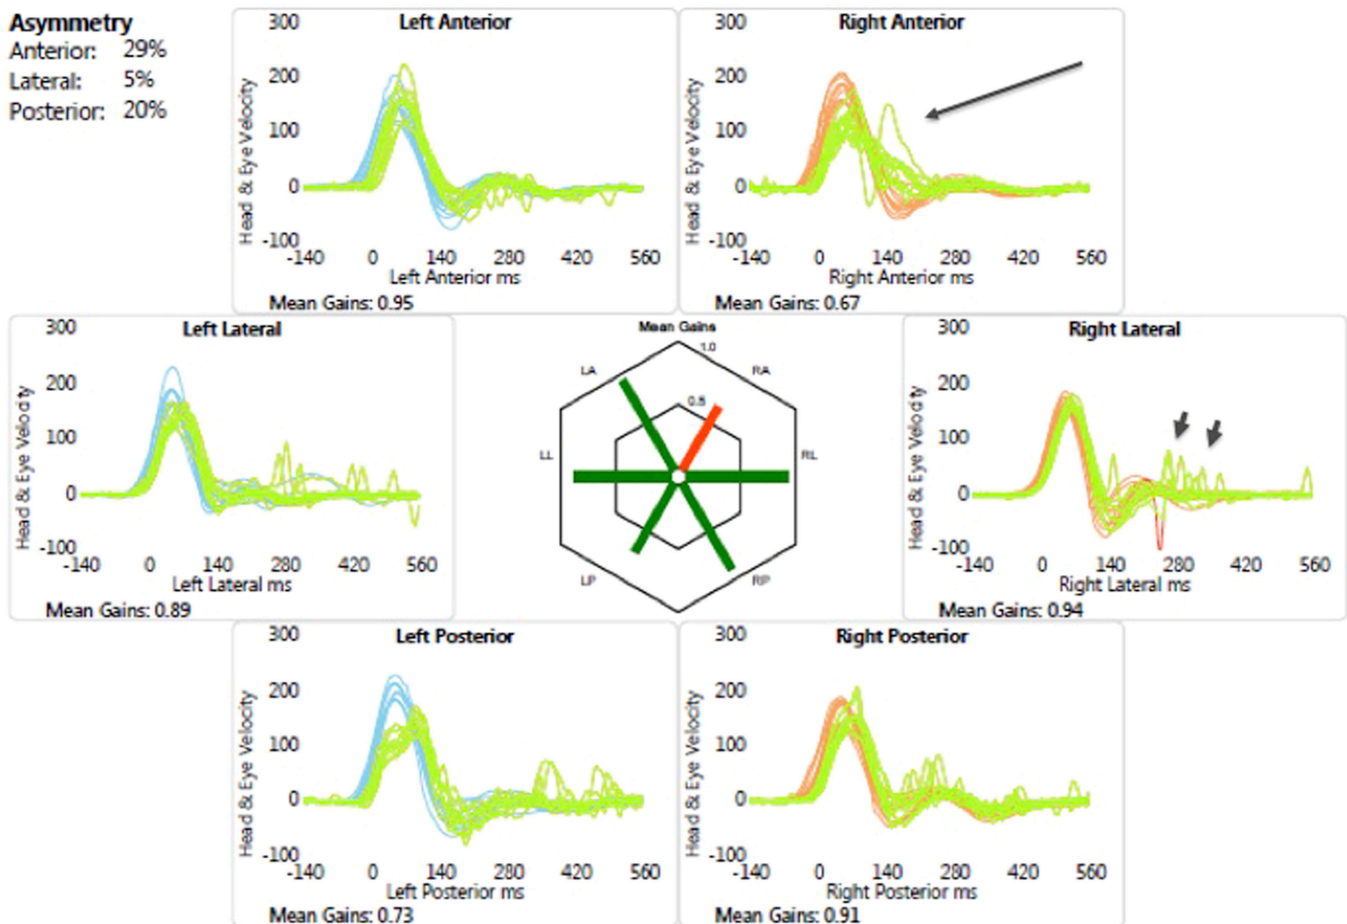 Asymmetry
Anterior: 29%
Lateral: 5%
Posterior: 20%
Left Anterior
300
200
100
0
-100
Head & Eye Velocity
-140 0 140 280 420 560
Left Anterior ms
Mean Gains: 0.95
Right Anterior
300
200
100
0
-100
Head & Eye Velocity
-140 0 140 280 420 560
Right Anterior ms
Mean Gains: 0.67
Left Lateral
300
200
100
0
-100
Head & Eye Velocity
-140 0 140 280 420 560
Left Lateral ms
Mean Gains: 0.89
Mean Gains
1.0
LA
RA
0.5
LL
RL
LP
RP
Right Lateral
300
200
100
0
-100
Head & Eye Velocity
-140 0 140 280 420 560
Right Lateral ms
Mean Gains: 0.94
Left Posterior
300
200
100
0
-100
Head & Eye Velocity
-140 0 140 280 420 560
Left Posterior ms
Mean Gains: 0.73
Right Posterior
300
200
100
0
-100
Head & Eye Velocity
-140 0 140 280 420 560
Right Posterior ms
Mean Gains: 0.91